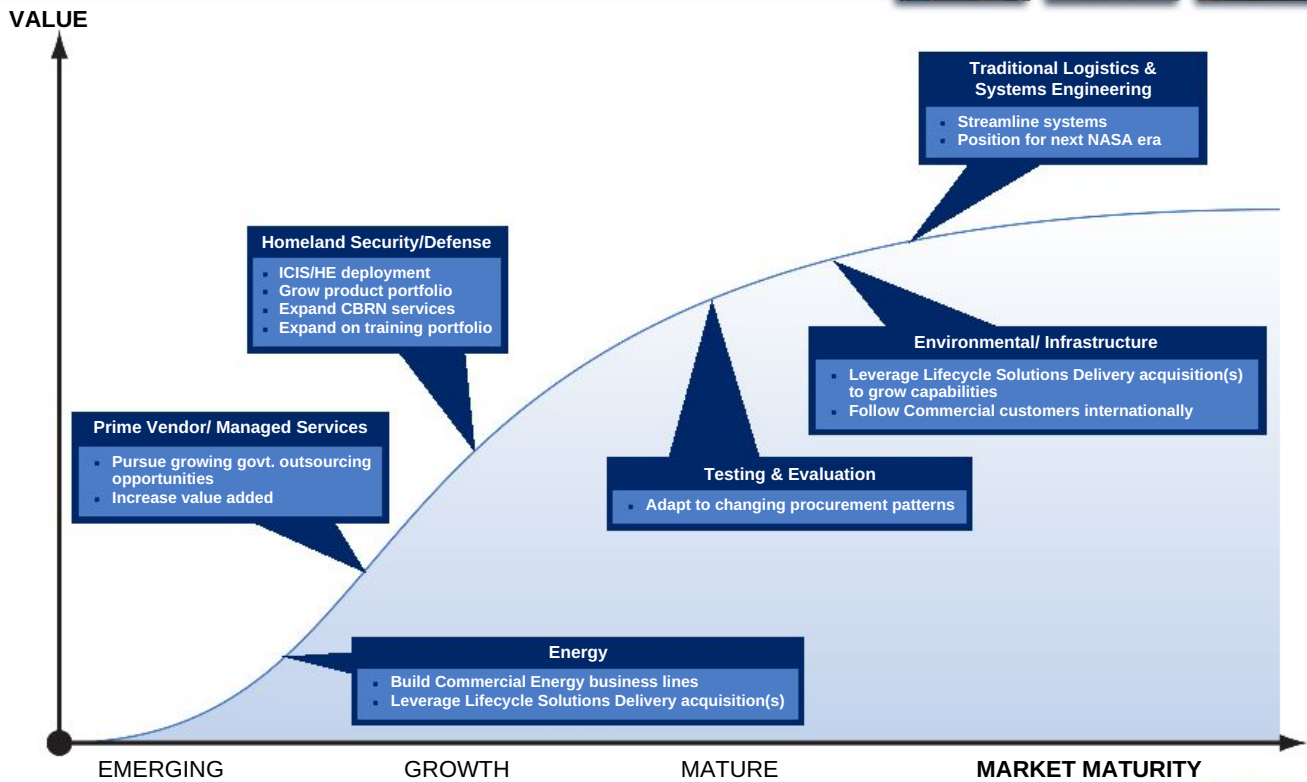 VALUE
Traditional Logistics &
Systems Engineering
▪ Streamline systems
▪ Position for next NASA era
Homeland Security/Defense
▪ ICIS/HE deployment
▪ Grow product portfolio
▪ Expand CBRN services
▪ Expand on training portfolio
Environmental/ Infrastructure
▪ Leverage Lifecycle Solutions Delivery acquisition(s)
to grow capabilities
▪ Follow Commercial customers internationally
Prime Vendor/ Managed Services
▪ Pursue growing govt. outsourcing
opportunities
▪ Increase value added
Testing & Evaluation
▪ Adapt to changing procurement patterns
Energy
▪ Build Commercial Energy business lines
▪ Leverage Lifecycle Solutions Delivery acquisition(s)
EMERGING
GROWTH
MATURE
MARKET MATURITY